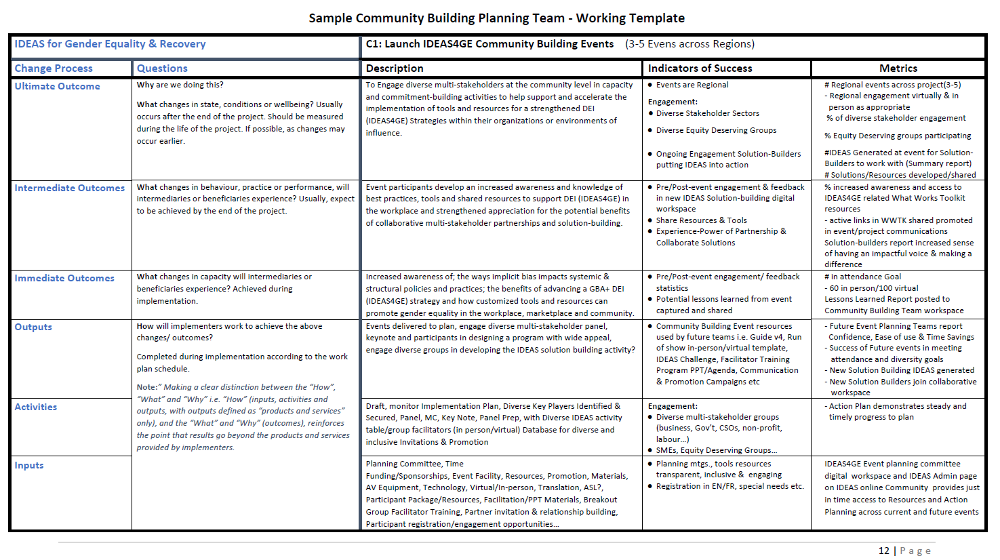 Sample Community Building Planning Team - Working Template
IDEAS for Gender Equality & Recovery
C1: Launch IDEAS4GE Community Building Events (3-5 Evens across Regions)
Change Process
Questions
Description
Indicators of Success
Metrics
Ultimate Outcome
Why are we doing this?
What changes in state, conditions or wellbeing? Usually
occurs after the end of the project. Should be measured
during the life of the project. If possible, as changes may
occur earlier.
To Engage diverse multi-stakeholders at the community level in capacity
and commitment-building activities to help support and accelerate the
implementation of tools and resources for a strengthened DEI
(IDEAS4GE) Strategies within their organizations or environments of
influence.
● Events are Regional
Engagement:
● Diverse Stakeholder Sectors
● Diverse Equity Deserving Groups
● Ongoing Engagement Solution-Builders
putting IDEAS into action
# Regional events across project(3-5)
- Regional engagement virtually & in
person as appropriate
% of diverse stakeholder engagement
% Equity Deserving groups participating
#IDEAS Generated at event for Solution-
Builders to work with (Summary report)
# Solutions/Resources developed/shared
Intermediate Outcomes
What changes in behaviour, practice or performance, will
intermediaries or beneficiaries experience? Usually, expect
to be achieved by the end of the project.
Event participants develop an increased awareness and knowledge of
best practices, tools and shared resources to support DEI (IDEAS4GE) in
the workplace and strengthened appreciation for the potential benefits
of collaborative multi-stakeholder partnerships and solution-building.
● Pre/Post-event engagement & feedback
in new IDEAS Solution-building digital
workspace
● Share Resources & Tools
● Experience-Power of Partnership &
Collaborate Solutions
% increased awareness and access to
IDEAS4GE related What Works Toolkit
resources
- active links in WWTK shared promoted
in event/project communications
Solution-builders report increased sense
of having an impactful voice & making a
difference
Immediate Outcomes
What changes in capacity will intermediaries or
beneficiaries experience? Achieved during
implementation.
Increased awareness of; the ways implicit bias impacts systemic &
structural policies and practices; the benefits of advancing a GBA+ DEI
(IDEAS4GE) strategy and how customized tools and resources can
promote gender equality in the workplace, marketplace and community.
● Pre/Post-event engagement/ feedback
statistics
● Potential lessons learned from event
captured and shared
# in attendance Goal
- 60 in person/100 virtual
Lessons Learned Report posted to
Community Building Team workspace
Outputs
How will implementers work to achieve the above
changes/ outcomes?
Completed during implementation according to the work
plan schedule.
Note:” Making a clear distinction between the “How”,
“What” and “Why” i.e. “How” (inputs, activities and
outputs, with outputs defined as “products and services”
only), and the “What” and “Why” (outcomes), reinforces
the point that results go beyond the products and services
provided by implementers.
Events delivered to plan, engage diverse multi-stakeholder panel,
keynote and participants in designing a program with wide appeal,
engage diverse groups in developing the IDEAS solution building activity?
● Community Building Event resources
used by future teams i.e. Guide v4, Run
of show in-person/virtual template,
IDEAS Challenge, Facilitator Training
Program PPT/Agenda, Communication
& Promotion Campaigns etc
- Future Event Planning Teams report
Confidence, Ease of use & Time Savings
- Success of Future events in meeting
attendance and diversity goals
- New Solution Building IDEAS generated
- New Solution Builders join collaborative
workspace
Activities
Draft, monitor Implementation Plan, Diverse Key Players Identified &
Secured, Panel, MC, Key Note, Panel Prep, with Diverse IDEAS activity
table/group facilitators (in person/virtual) Database for diverse and
inclusive Invitations & Promotion
Engagement:
● Diverse multi-stakeholder groups
(business, Gov’t, CSOs, non-profit,
labour...)
● SMEs, Equity Deserving Groups...
- Action Plan demonstrates steady and
timely progress to plan
Inputs
Planning Committee, Time
Funding/Sponsorships, Event Facility, Resources, Promotion, Materials,
AV Equipment, Technology, Virtual/In-person, Translation, ASL?,
Participant Package/Resources, Facilitation/PPT Materials, Breakout
Group Facilitator Training, Partner invitation & relationship building,
Participant registration/engagement opportunities...
● Planning mtgs., tools resources
transparent, inclusive & engaging
● Registration in EN/FR, special needs etc.
IDEAS4GE Event planning committee
digital workspace and IDEAS Admin page
on IDEAS online Community provides just
in time access to Resources and Action
Planning across current and future events
12 | Page